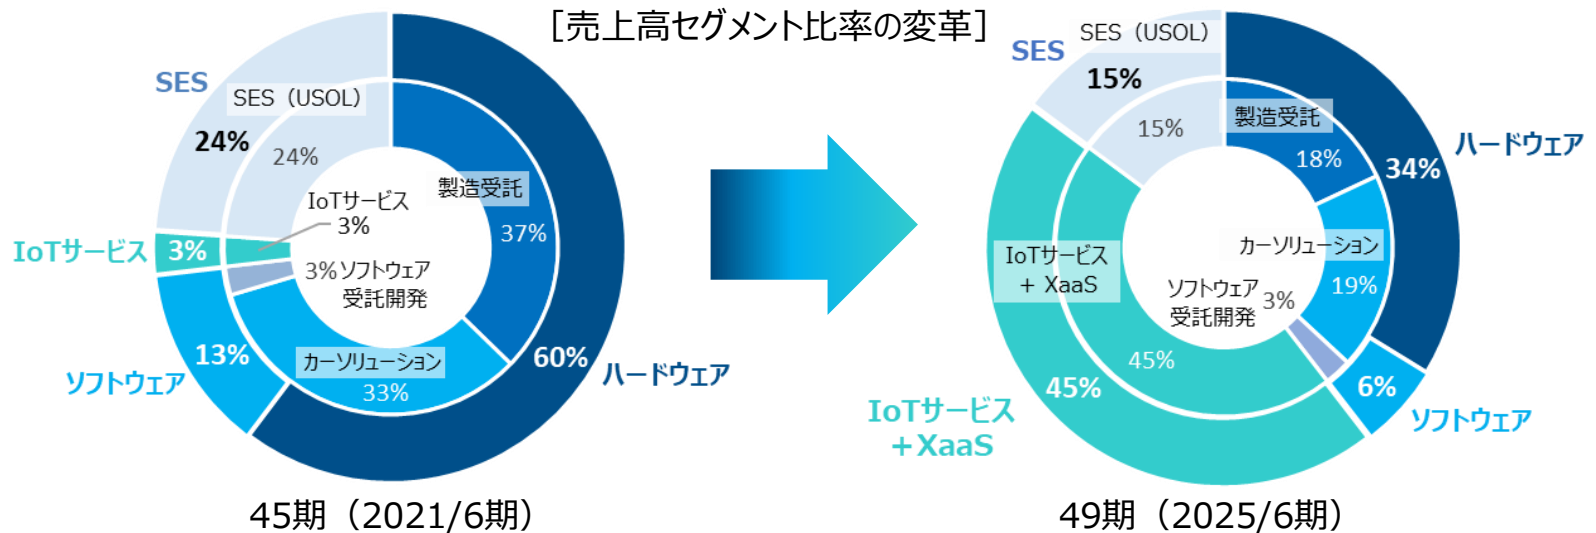 [売上高セグメント比率の変革]
SES
SES（USOL）
24%
24%
IoTサービス
3%
IoTサービス
3%
3%
ソフトウェア
受託開発
製造受託
37%
カーソリューション
33%
13%
ソフトウェア
60%
ハードウェア
45期（2021/6期）
SES
SES（USOL）
15%
15%
製造受託
18%
34%
ハードウェア
カーソリューション
19%
IoTサービス
+ XaaS
ソフトウェア
受託開発
3%
45%
45%
IoTサービス
+XaaS
6%
ソフトウェア
49期（2025/6期）